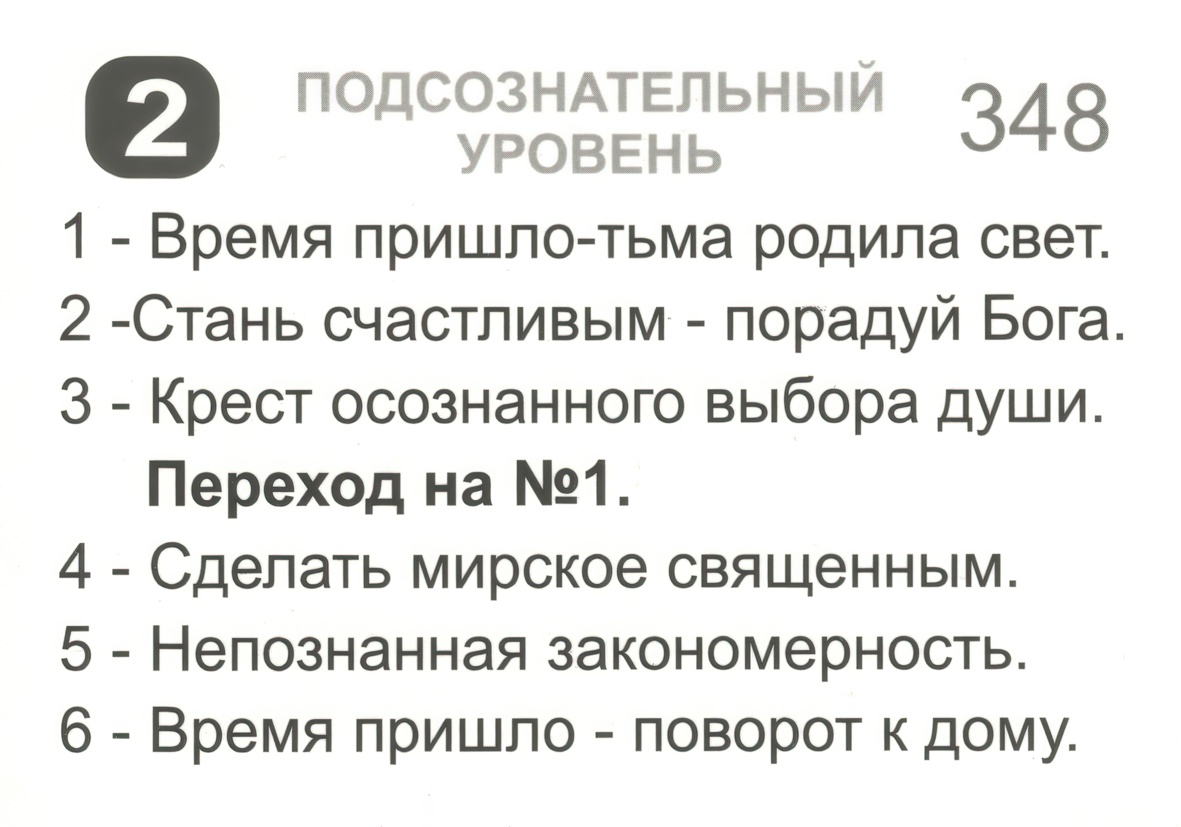 2
ПОДСОЗНАТЕЛЬНЫЙ
УРОВЕНЬ
348
1 - Время пришло-тьма родила свет.
2 -Стань счастливым - порадуй Бога.
3 - Крест осознанного выбора души.
Переход на №1.
4 - Сделать мирское священным.
5 - Непознанная закономерность.
6 - Время пришло - поворот к дому.